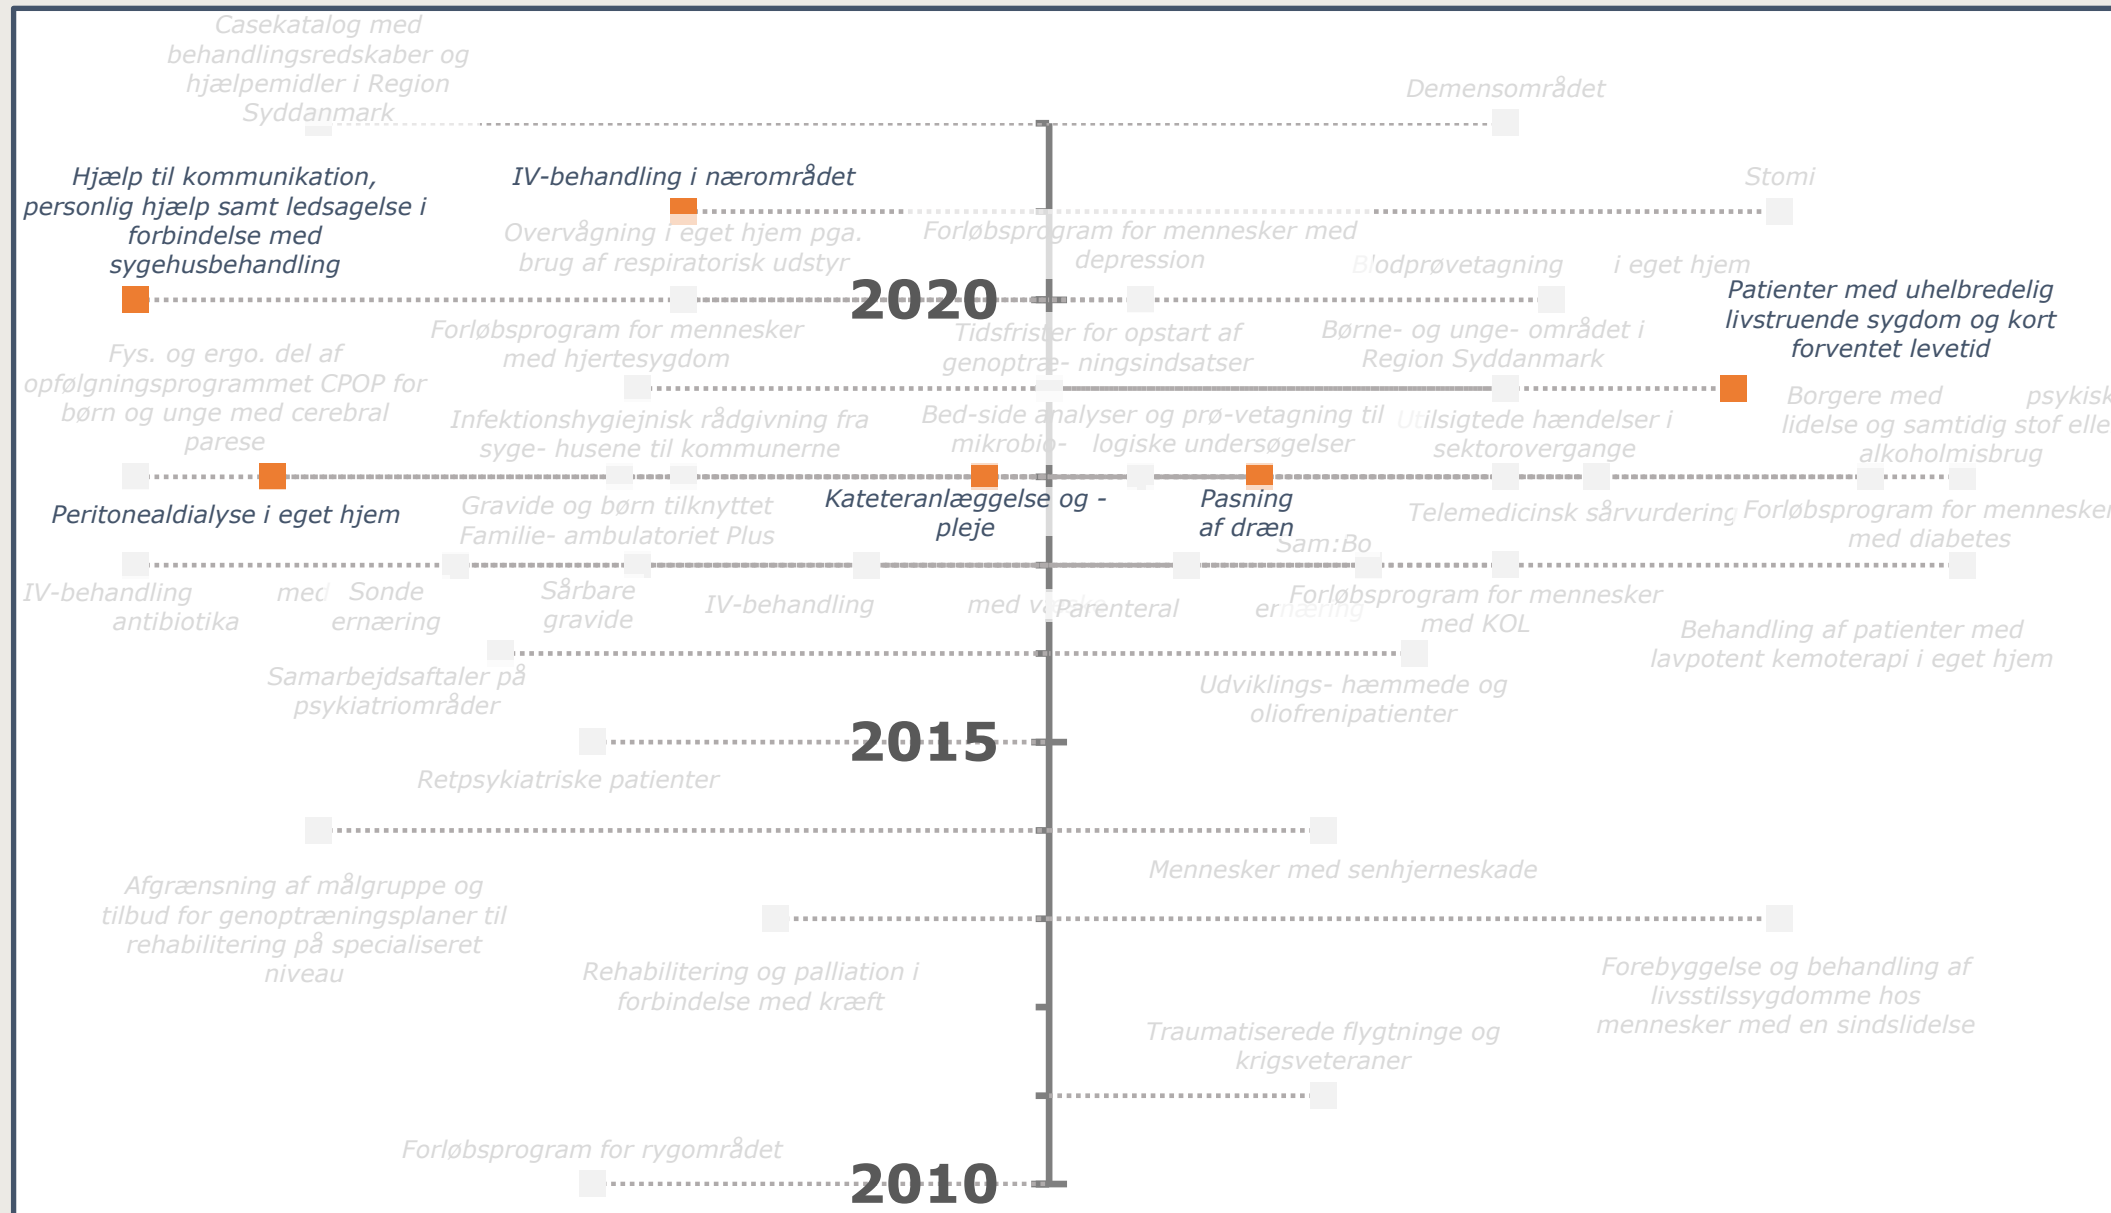 Casekatalog med
behandlingsredskaber og
hjælpemidler i Region
Syddanmark
Demensområdet
Hjælp til kommunikation,
personlig hjælp samt ledsagelse i
forbindelse med
sygehusbehandling
IV-behandling i nærområdet
Stomi
Overvågning i eget hjem pga.
brug af respiratorisk udstyr
Forløbsprogram for mennesker med
depression
Blodprøvetagning i eget hjem
2020
Patienter med uhelbredelig
livstruende sygdom og kort
forventet levetid
Fys. og ergo. del af
opfølgningsprogrammet CPOP for
børn og unge med cerebral
parese
Forløbsprogram for mennesker
med hjertesygdom
Tidsfrister for opstart af
genoptræ- ningsindsatser
Børne- og unge- området i
Region Syddanmark
Infektionshygiejnisk rådgivning fra
syge- husene til kommunerne
Bed-side analyser og prø-vetagning til
mikrobio- logiske undersøgelser
Utilsigtede hændelser i
sektorovergange
Borgere med psykisk
lidelse og samtidig stof elle
alkoholmisbrug
Peritonealdialyse i eget hjem
Gravide og børn tilknyttet
Familie- ambulatoriet Plus
Kateteranlæggelse og -
pleje
Pasning
af dræn
Telemedicinsk sårvurdering
Forløbsprogram for mennesker
med diabetes
Sam:Bo
IV-behandling med
antibiotika
Sonde
ernæring
Sårbare
gravide
IV-behandling med væske
Parenteral ernæring
Forløbsprogram for mennesker
med KOL
Behandling af patienter med
lavpotent kemoterapi i eget hjem
Samarbejdsaftaler på
psykiatriområder
Udviklings- hæmmede og
oliofrenipatienter
2015
Retpsykiatriske patienter
Mennesker med senhjerneskade
Afgrænsning af målgruppe og
tilbud for genoptræningsplaner til
rehabilitering på specialiseret
niveau
Rehabilitering og palliation i
forbindelse med kræft
Forebyggelse og behandling af
livsstilssygdomme hos
mennesker med en sindslidelse
Traumatiserede flygtninge og
krigsveteraner
Forløbsprogram for rygområdet
2010